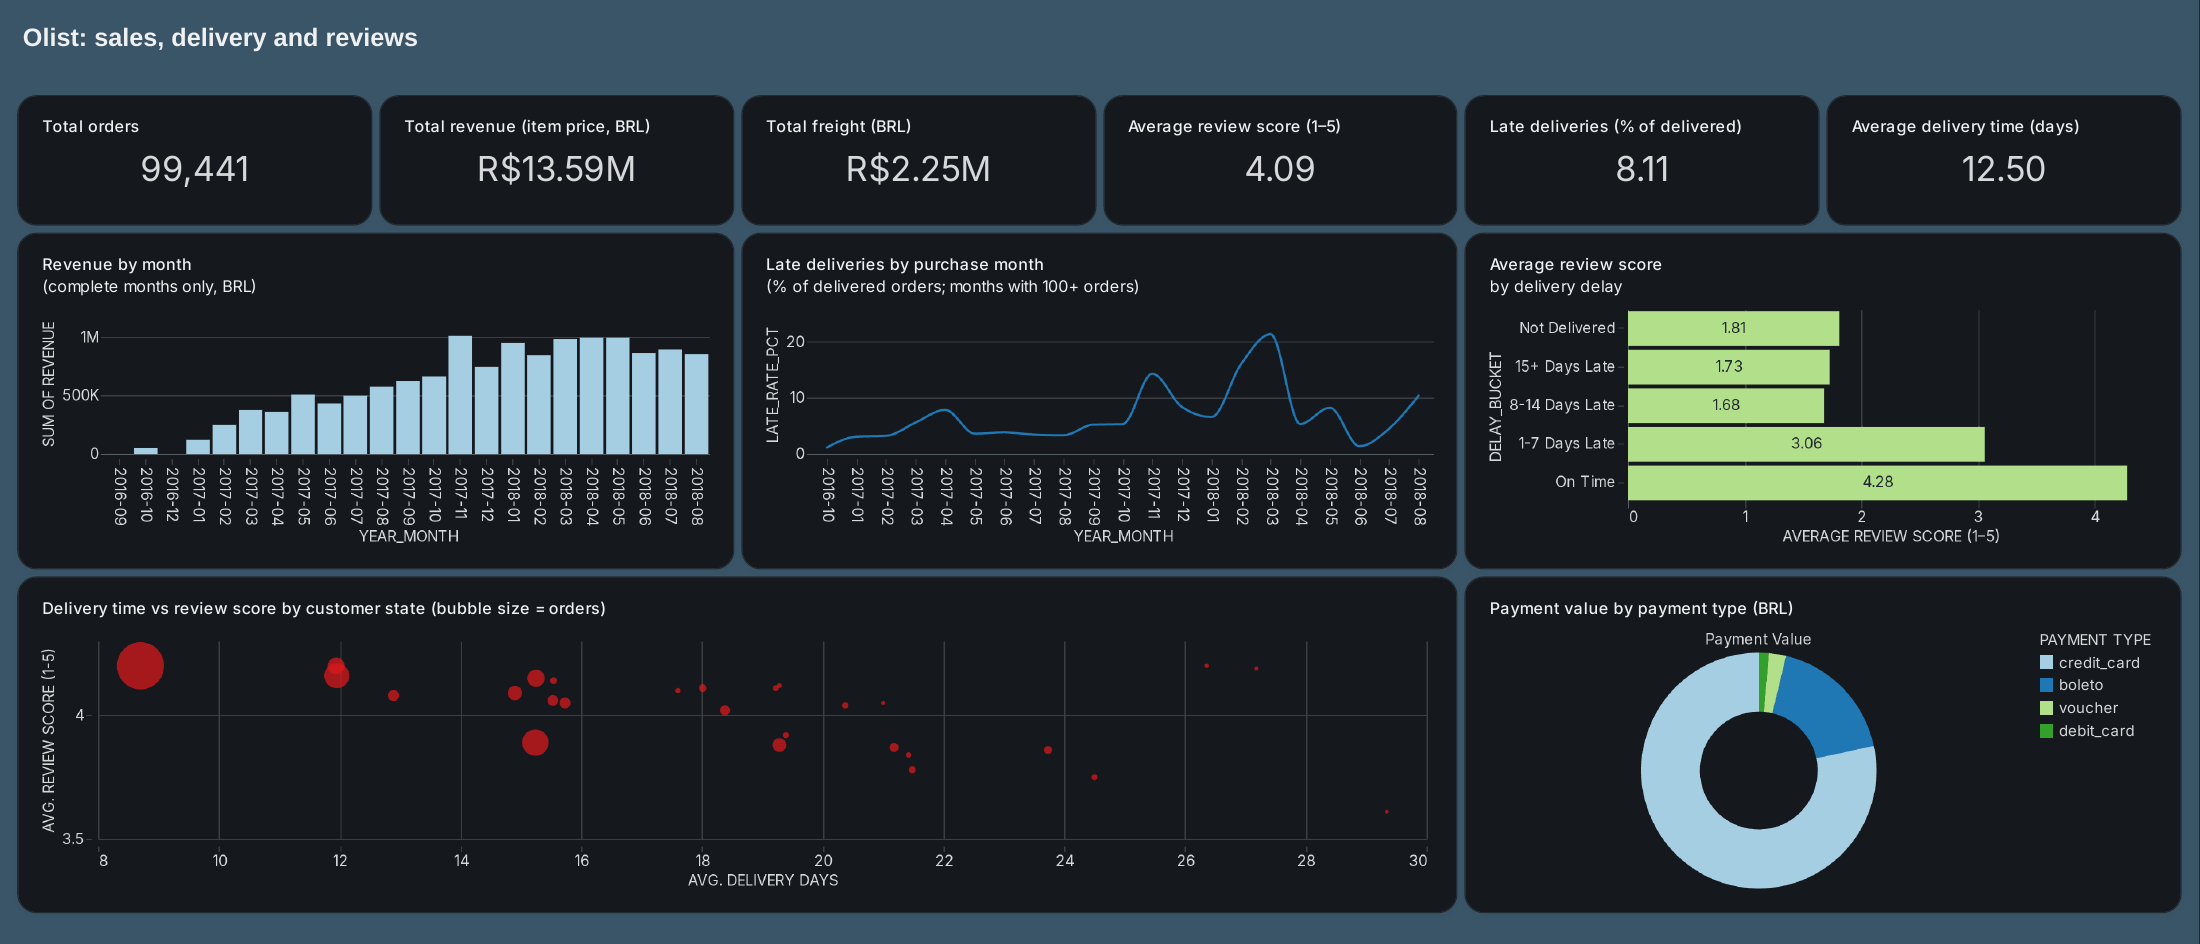 Olist: sales, delivery and reviews
Total orders
99,441
Total revenue (item price, BRL)
R$13.59M
Total freight (BRL)
R$2.25M
Average review score (1–5)
4.09
Late deliveries (% of delivered)
8.11
Average delivery time (days)
12.50
Revenue by month
(complete months only, BRL)
SUM OF REVENUE
1M
500K
0
2016-09
2016-10
2016-12
2017-01
2017-02
2017-03
2017-04
2017-05
2017-06
2017-07
2017-08
2017-09
2017-10
2017-11
2017-12
2018-01
2018-02
2018-03
2018-04
2018-05
2018-06
2018-07
2018-08
YEAR_MONTH
Late deliveries by purchase month
(% of delivered orders; months with 100+ orders)
LATE_RATE_PCT
20
10
0
2016-10
2017-01
2017-02
2017-03
2017-04
2017-05
2017-06
2017-07
2017-08
2017-09
2017-10
2017-11
2017-12
2018-01
2018-02
2018-03
2018-04
2018-05
2018-06
2018-07
2018-08
YEAR_MONTH
Average review score
by delivery delay
DELAY_BUCKET
Not Delivered
1.81
15+ Days Late
1.73
8-14 Days Late
1.68
1-7 Days Late
3.06
On Time
4.28
0
1
2
3
4
AVERAGE REVIEW SCORE (1–5)
Delivery time vs review score by customer state (bubble size = orders)
AVG. REVIEW SCORE (1-5)
4
3.5
8
10
12
14
16
18
20
22
24
26
28
30
AVG. DELIVERY DAYS
Payment value by payment type (BRL)
Payment Value
PAYMENT TYPE
credit_card
boleto
voucher
debit_card